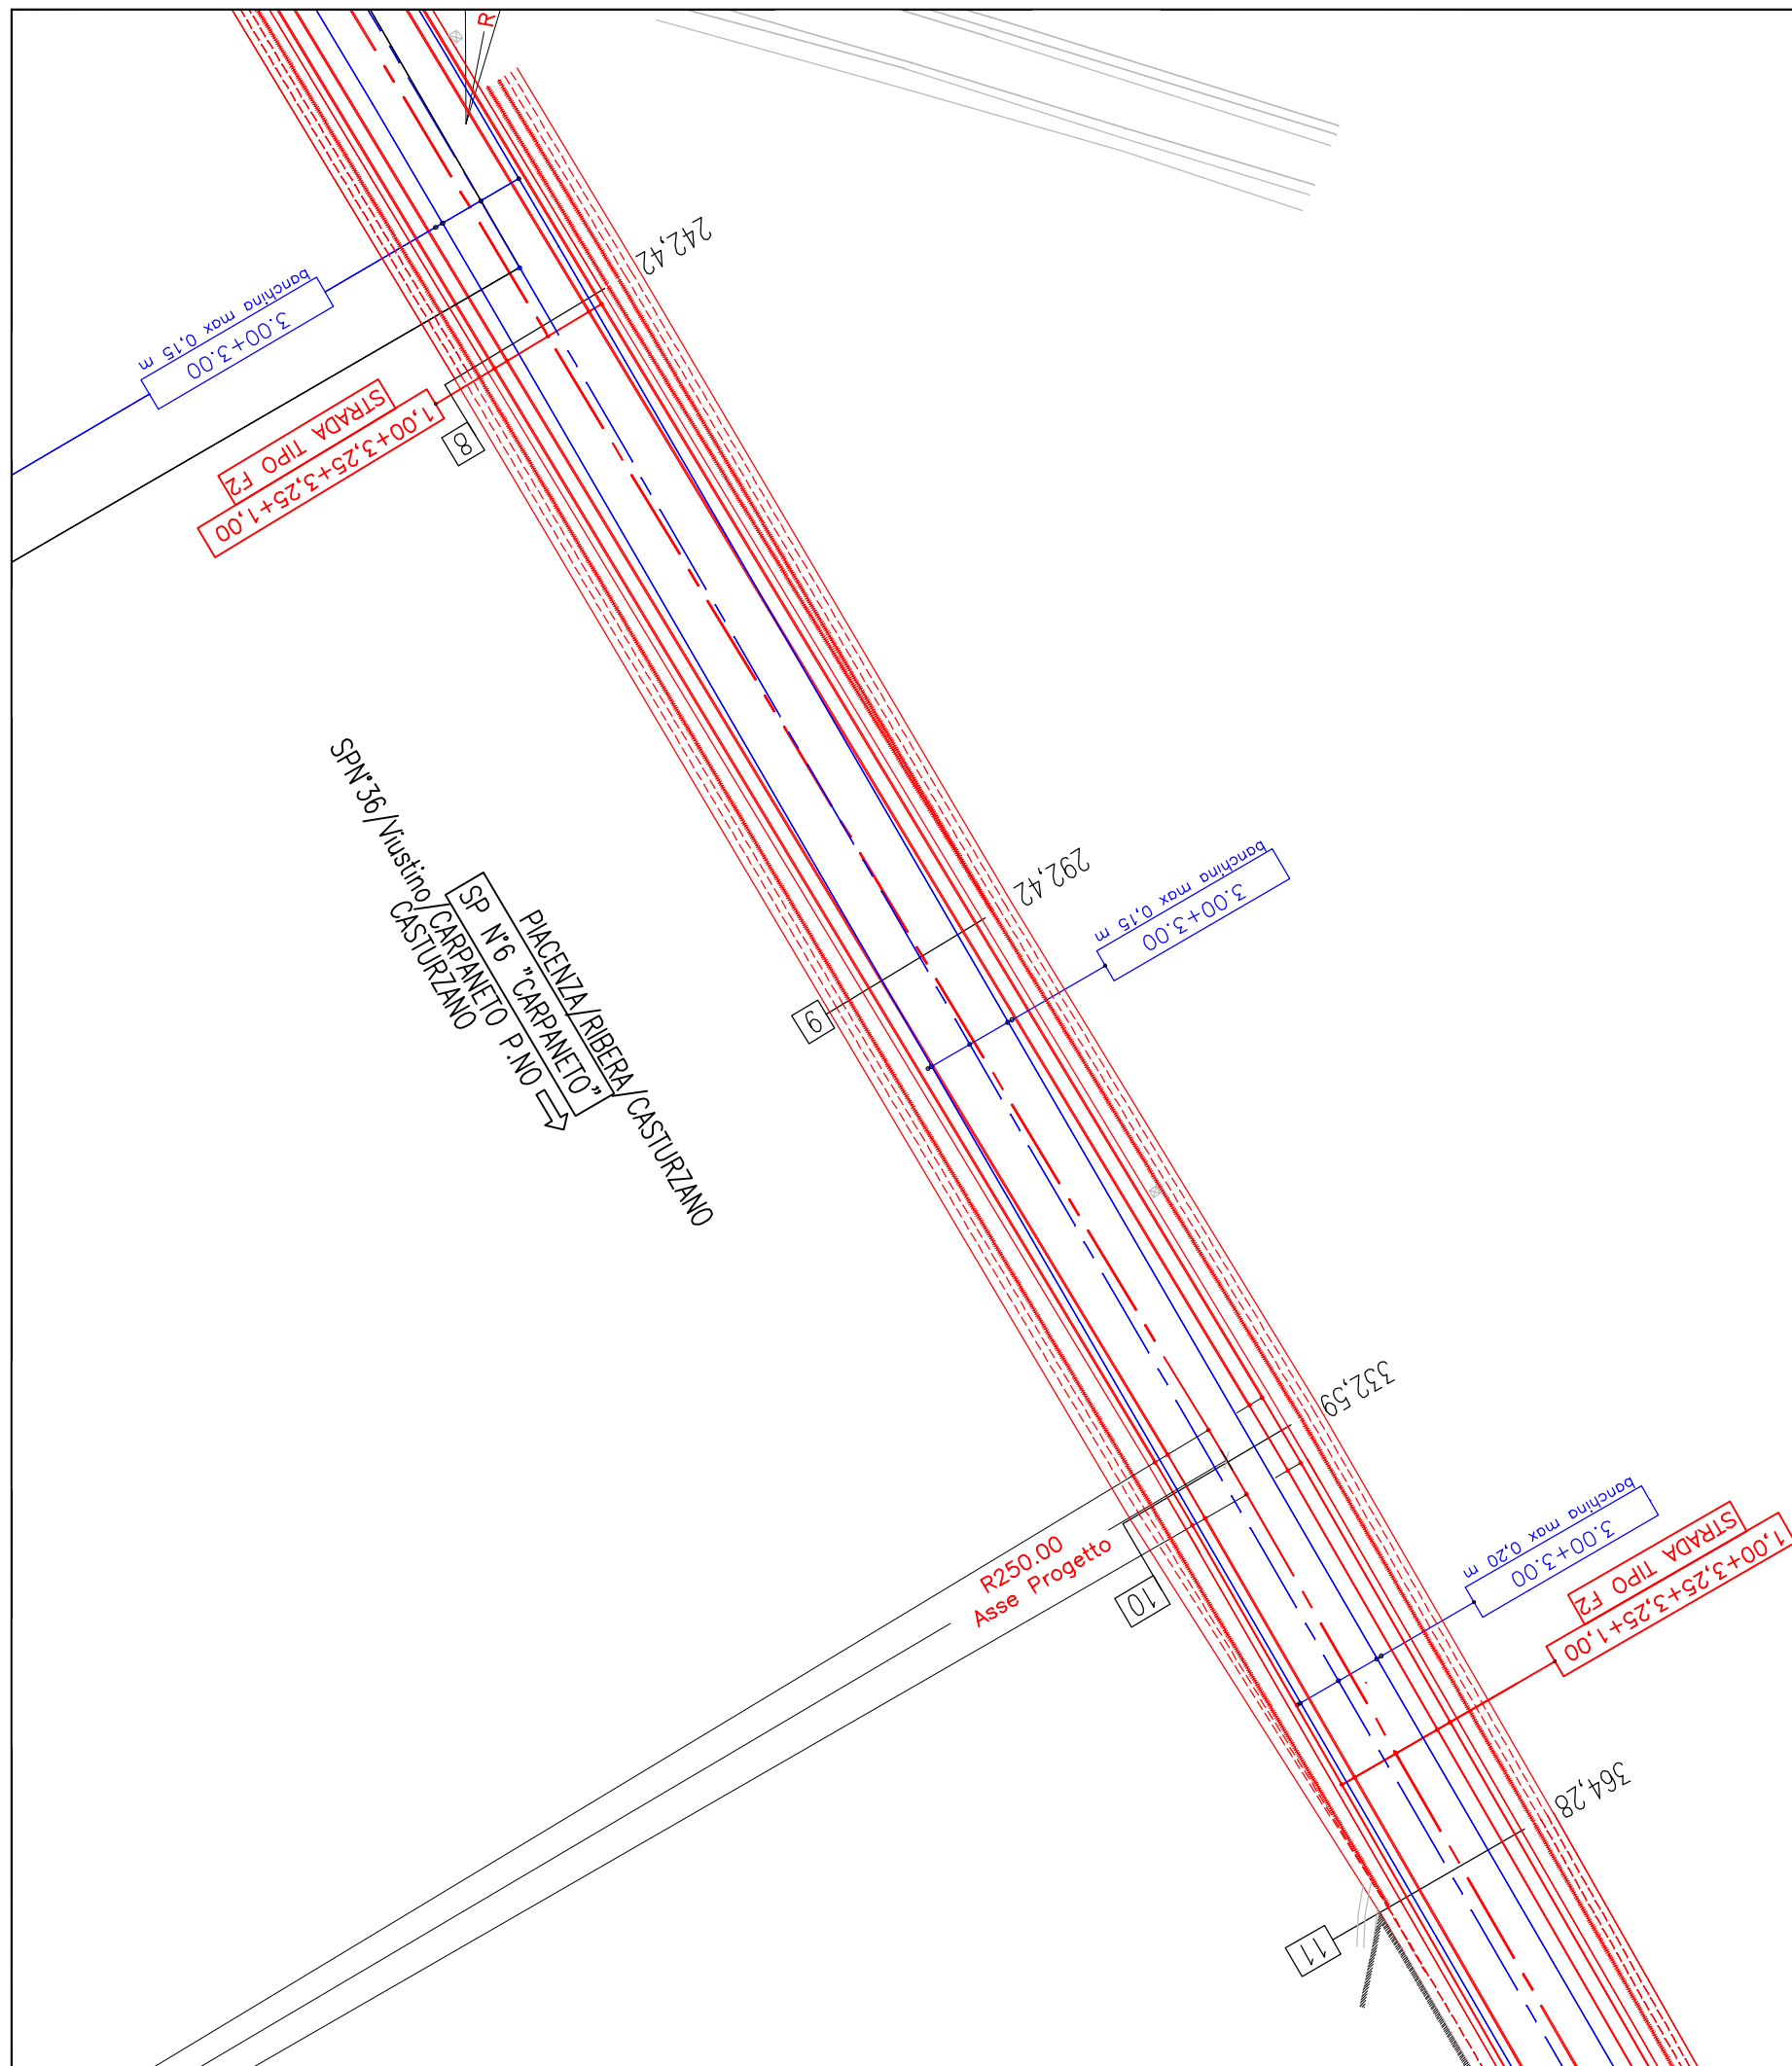 R
242,42
banchina max 0,15 m
3.00+3.00
STRADA TIPO F2
1,00+3,25+3,25+1,00
8
SPN°36/Viustino/CARPANETO P.NO
CASTURZANO
SP N°6 "CARPANETO"
PIACENZA/RIBERA/CASTURZANO
292,42
banchina max 0,15 m
3.00+3.00
9
332,59
R250.00
Asse Progetto
10
banchina max 0,20 m
3.00+3.00
STRADA TIPO F2
1,00+3,25+3,25+1,00
364,28
11